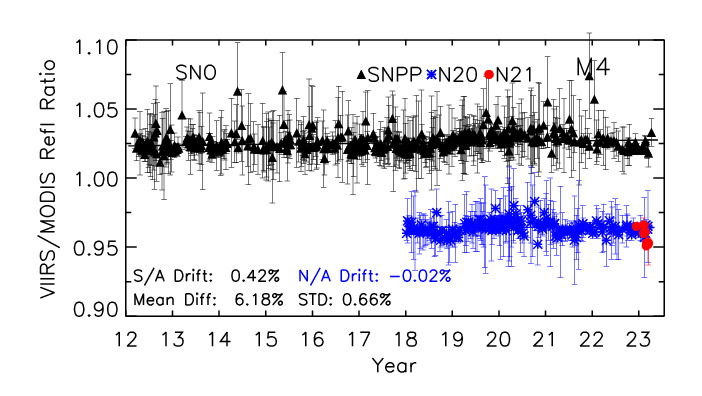 SNO ▲SNPP ✳N20 ●N21 M4
VIIRS/MODIS Refl Ratio
1.10
1.05
1.00
0.95
0.90
S/A Drift: 0.42% N/A Drift: −0.02%
Mean Diff: 6.18% STD: 0.66%
12 13 14 15 16 17 18 19 20 21 22 23
Year